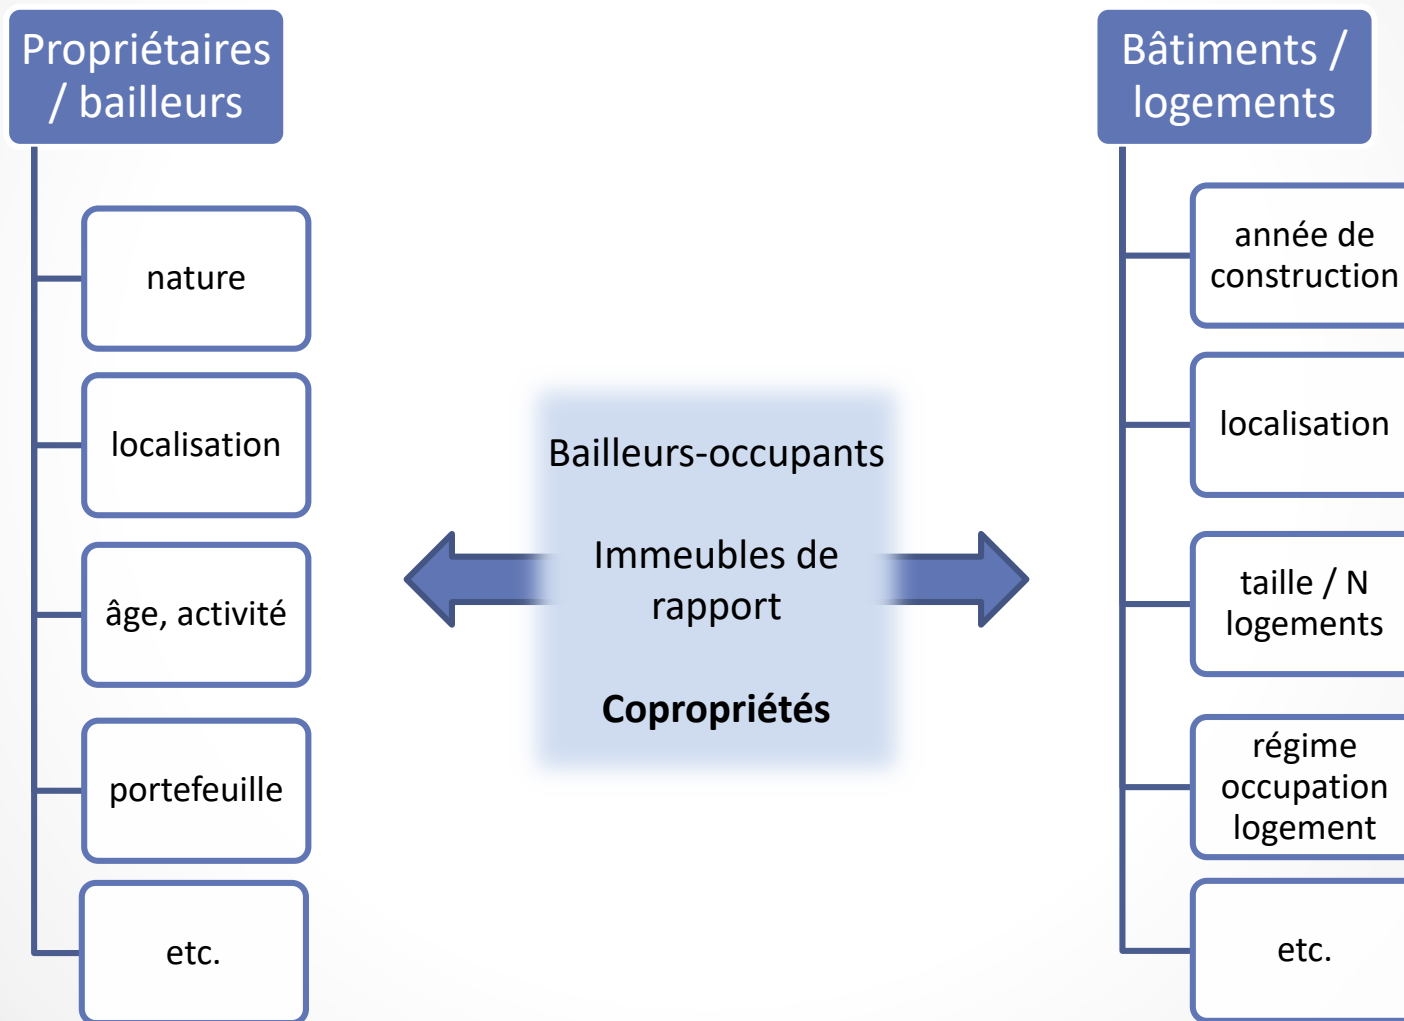 Propriétaires
/ bailleurs
nature
localisation
âge, activité
portefeuille
etc.
Bailleurs-occupants
Immeubles de
rapport
Copropriétés
Bâtiments /
logements
année de
construction
localisation
taille / N
logements
régime
occupation
logement
etc.